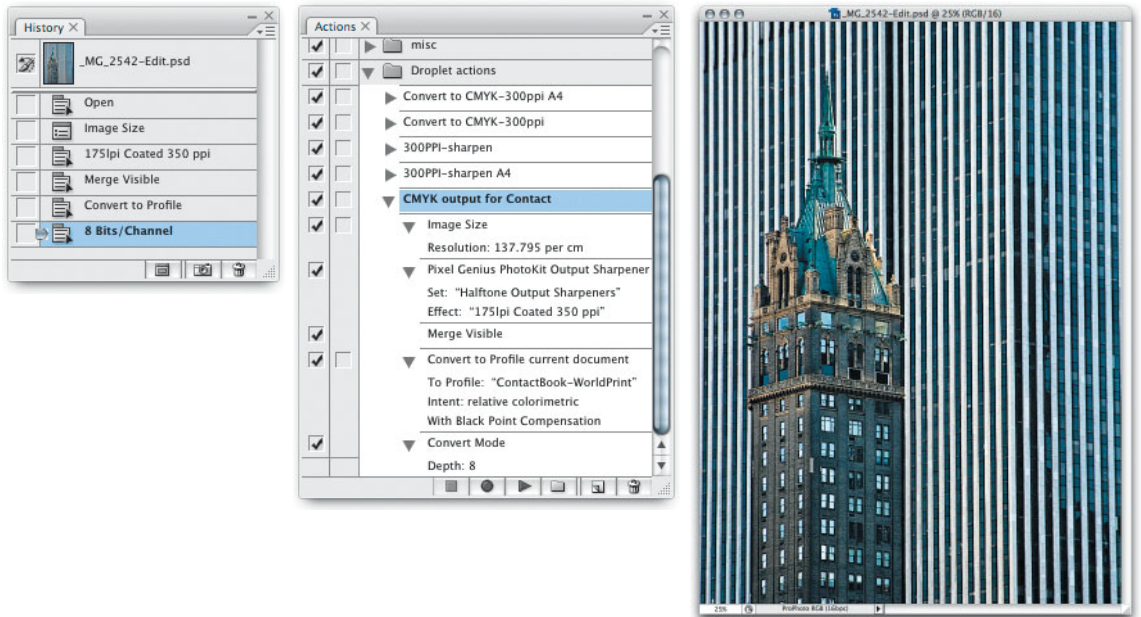 History
_MG_2542-Edit.psd
Open
Image Size
175lpi Coated 350 ppi
Merge Visible
Convert to Profile
8 Bits/Channel
Actions
misc
Droplet actions
Convert to CMYK-300ppi A4
Convert to CMYK-300ppi
300PPI-sharpen
300PPI-sharpen A4
CMYK output for Contact
Image Size
Resolution: 137.795 per cm
Pixel Genius PhotoKit Output Sharpener
Set: “Halftone Output Sharpeners”
Effect: “175lpi Coated 350 ppi”
Merge Visible
Convert to Profile current document
To Profile: “ContactBook-WorldPrint”
Intent: relative colorimetric
With Black Point Compensation
Convert Mode
Depth: 8
_MG_2542-Edit.psd @ 25% (RGB/16)
25%
ProPhoto RGB (16bpc)